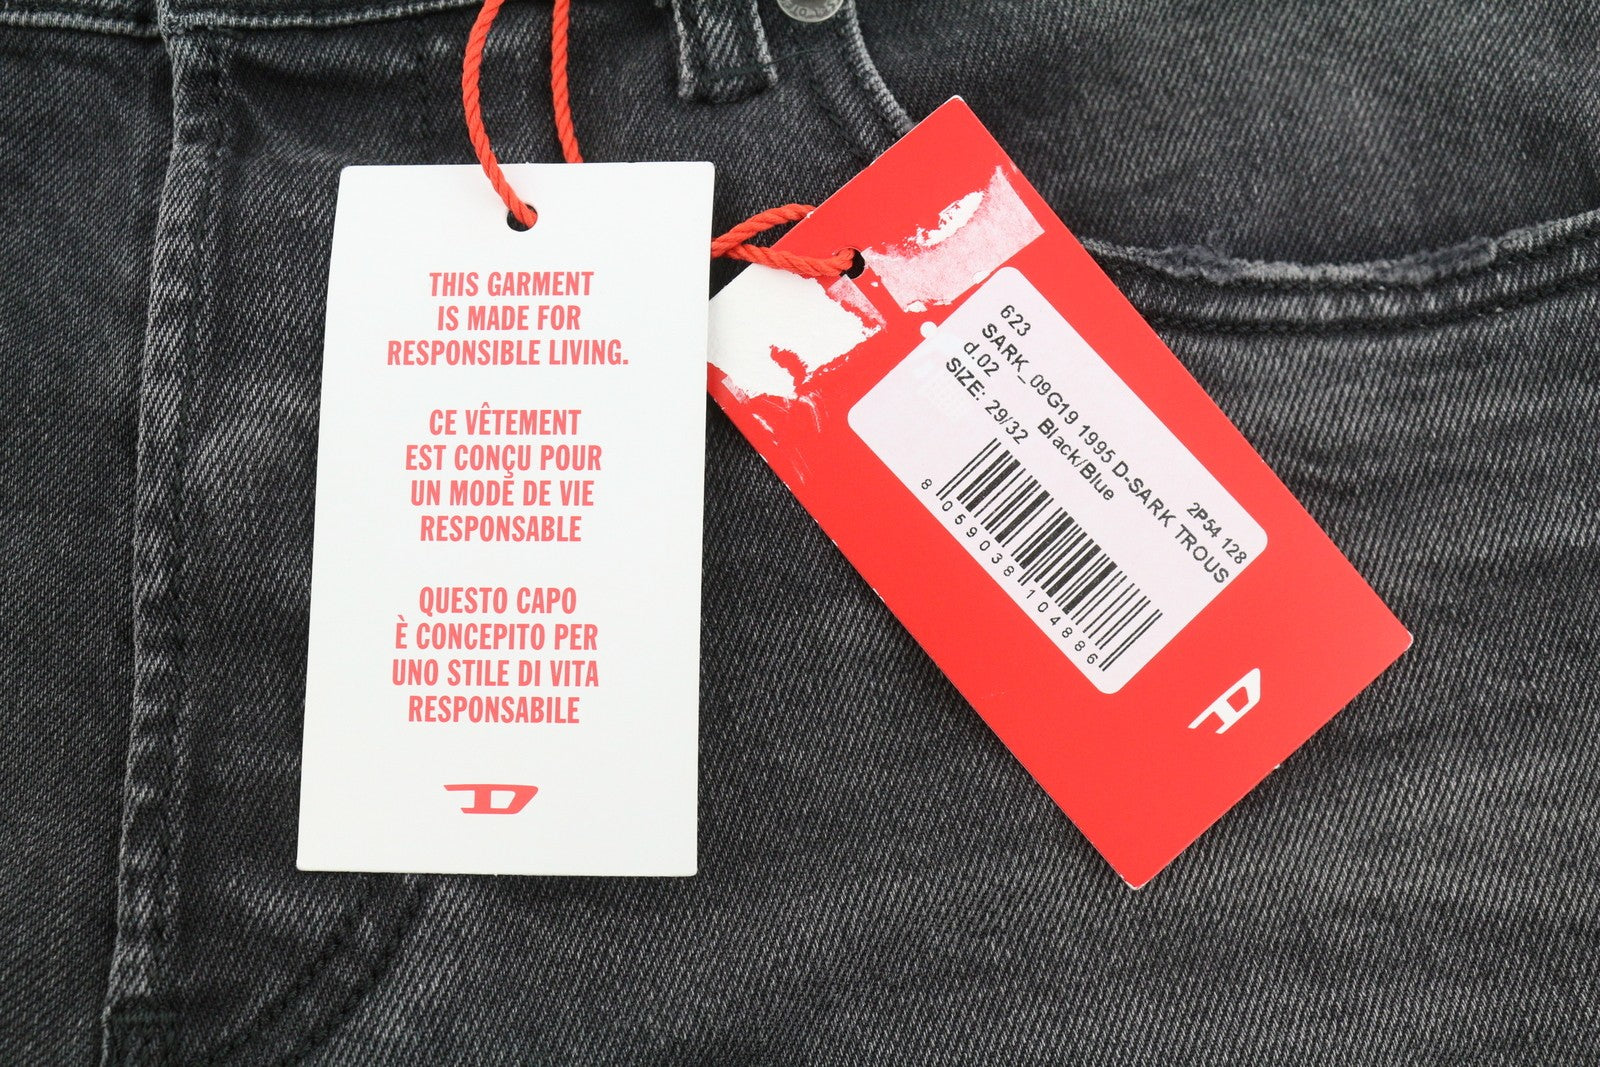 THIS GARMENT
IS MADE FOR
RESPONSIBLE LIVING.
CE VÊTEMENT
EST CONÇU POUR
UN MODE DE VIE
RESPONSABLE
QUESTO CAPO
È CONCEPITO PER
UNO STILE DI VITA
RESPONSABILE
D
623 2P54 128
SARK_09G19 1995 D-SARK TROUS
d.02 Black/Blue
SIZE: 29/32
8 059038 104886
D